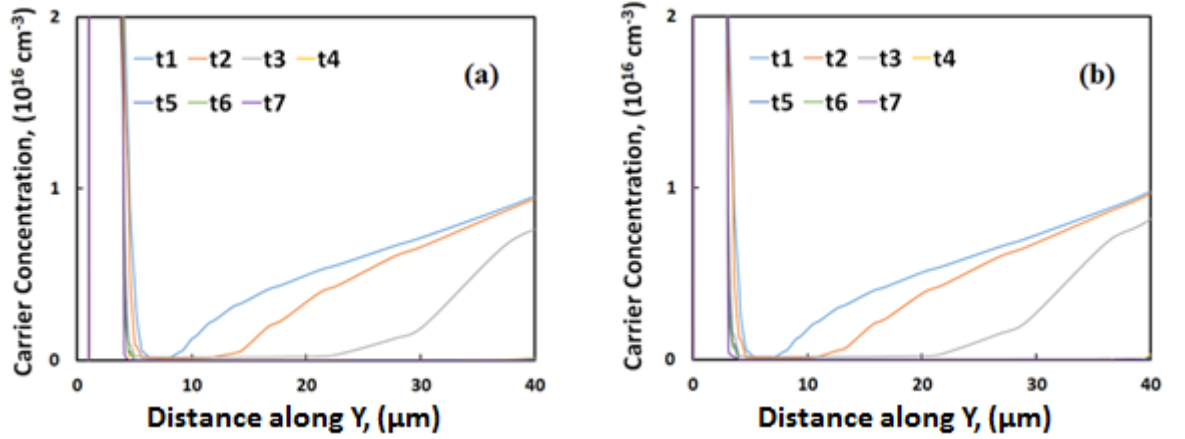 2
t1 t2 t3 t4
(a)
t5 t6 t7
1
0
0 10 20 30 40
Carrier Concentration, (10¹⁶ cm⁻³)
Distance along Y, (μm)
2
t1 t2 t3 t4
(b)
t5 t6 t7
1
0
0 10 20 30 40
Carrier Concentration, (10¹⁶ cm⁻³)
Distance along Y, (μm)